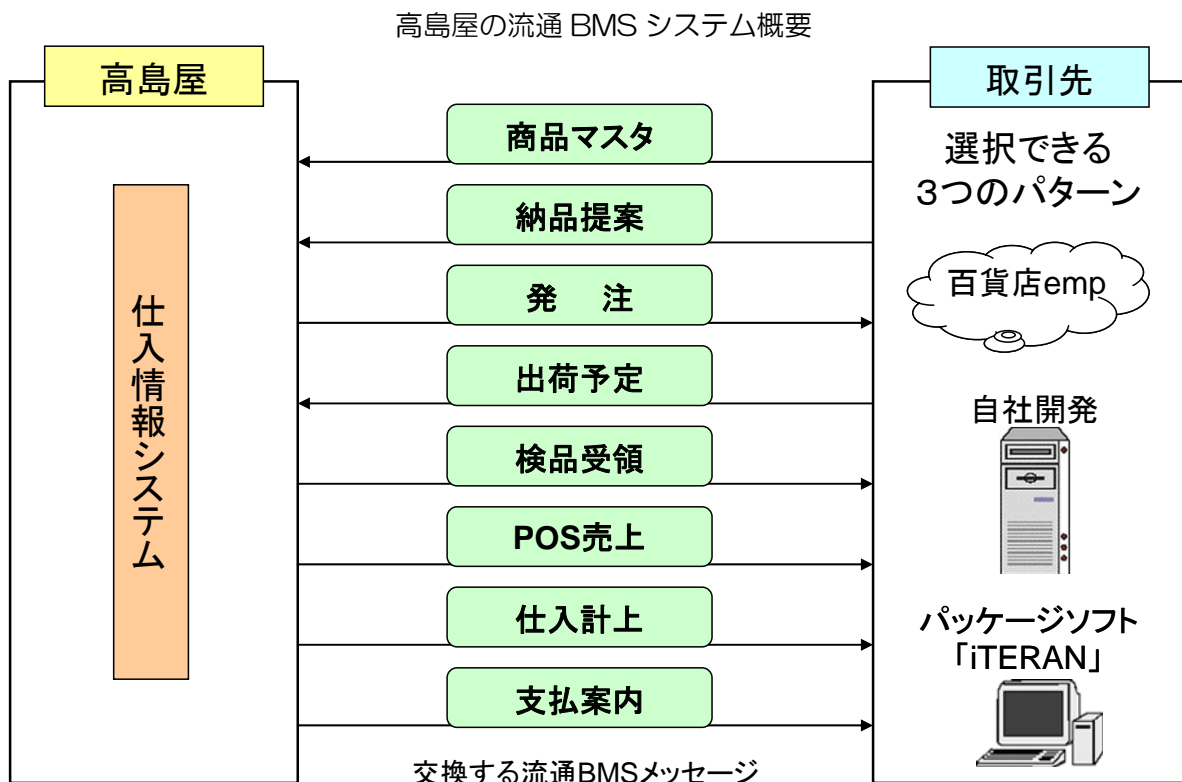 高島屋の流通 BMS システム概要
高島屋
取引先
商品マスタ
納品提案
発　注
出荷予定
検品受領
POS売上
仕入計上
支払案内
仕入情報システム
選択できる
３つのパターン
百貨店emp
自社開発
パッケージソフト
「iTERAN」
交換する流通BMSメッセージ